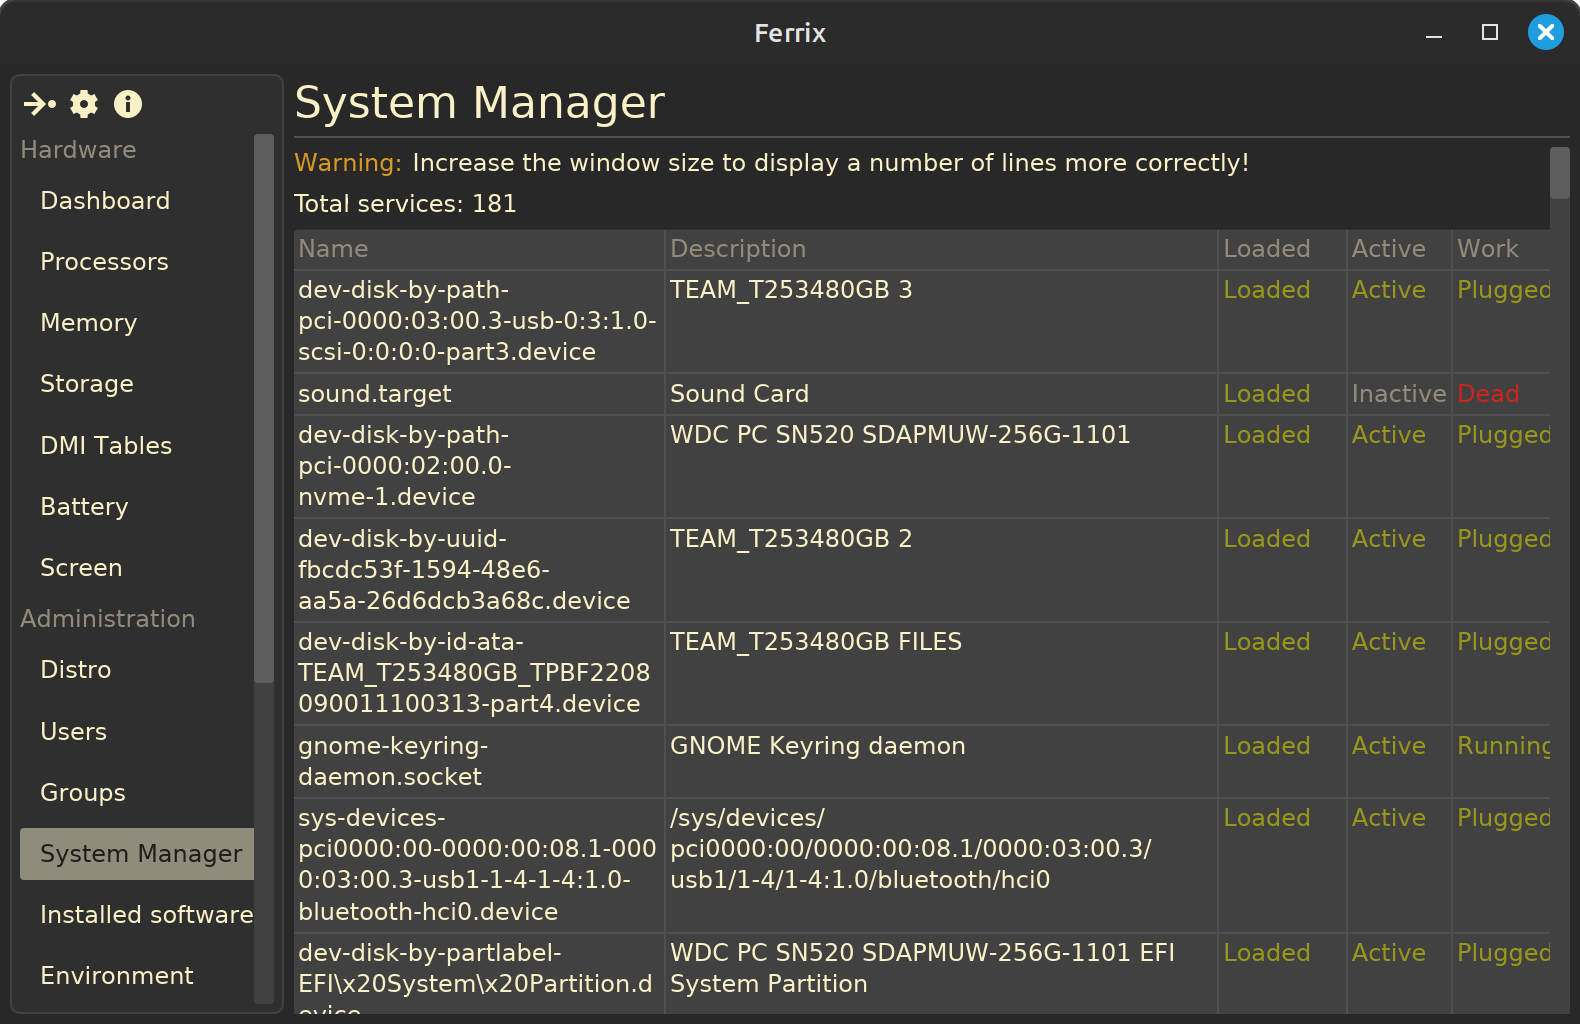 Ferrix
System Manager
Hardware
Dashboard
Processors
Memory
Storage
DMI Tables
Battery
Screen
Administration
Distro
Users
Groups
System Manager
Installed software
Environment
Warning: Increase the window size to display a number of lines more correctly!
Total services: 181
Name Description Loaded Active Work
dev-disk-by-path- TEAM_T253480GB 3 Loaded Active Plugged
pci-0000:03:00.3-usb-0:3:1.0-
scsi-0:0:0:0-part3.device
sound.target Sound Card Loaded Inactive Dead
dev-disk-by-path- WDC PC SN520 SDAPMUW-256G-1101 Loaded Active Plugged
pci-0000:02:00.0-
nvme-1.device
dev-disk-by-uuid- TEAM_T253480GB 2 Loaded Active Plugged
fbcdc53f-1594-48e6-
aa5a-26d6dcb3a68c.device
dev-disk-by-id-ata- TEAM_T253480GB FILES Loaded Active Plugged
TEAM_T253480GB_TPBF2208
090011100313-part4.device
gnome-keyring- GNOME Keyring daemon Loaded Active Running
daemon.socket
sys-devices- /sys/devices/ Loaded Active Plugged
pci0000:00-0000:00:08.1-000 pci0000:00/0000:00:08.1/0000:03:00.3/
0:03:00.3-usb1-1-4-1-4:1.0- usb1/1-4/1-4:1.0/bluetooth/hci0
bluetooth-hci0.device
dev-disk-by-partlabel- WDC PC SN520 SDAPMUW-256G-1101 EFI Loaded Active Plugged
EFI\x20System\x20Partition.d System Partition
evice